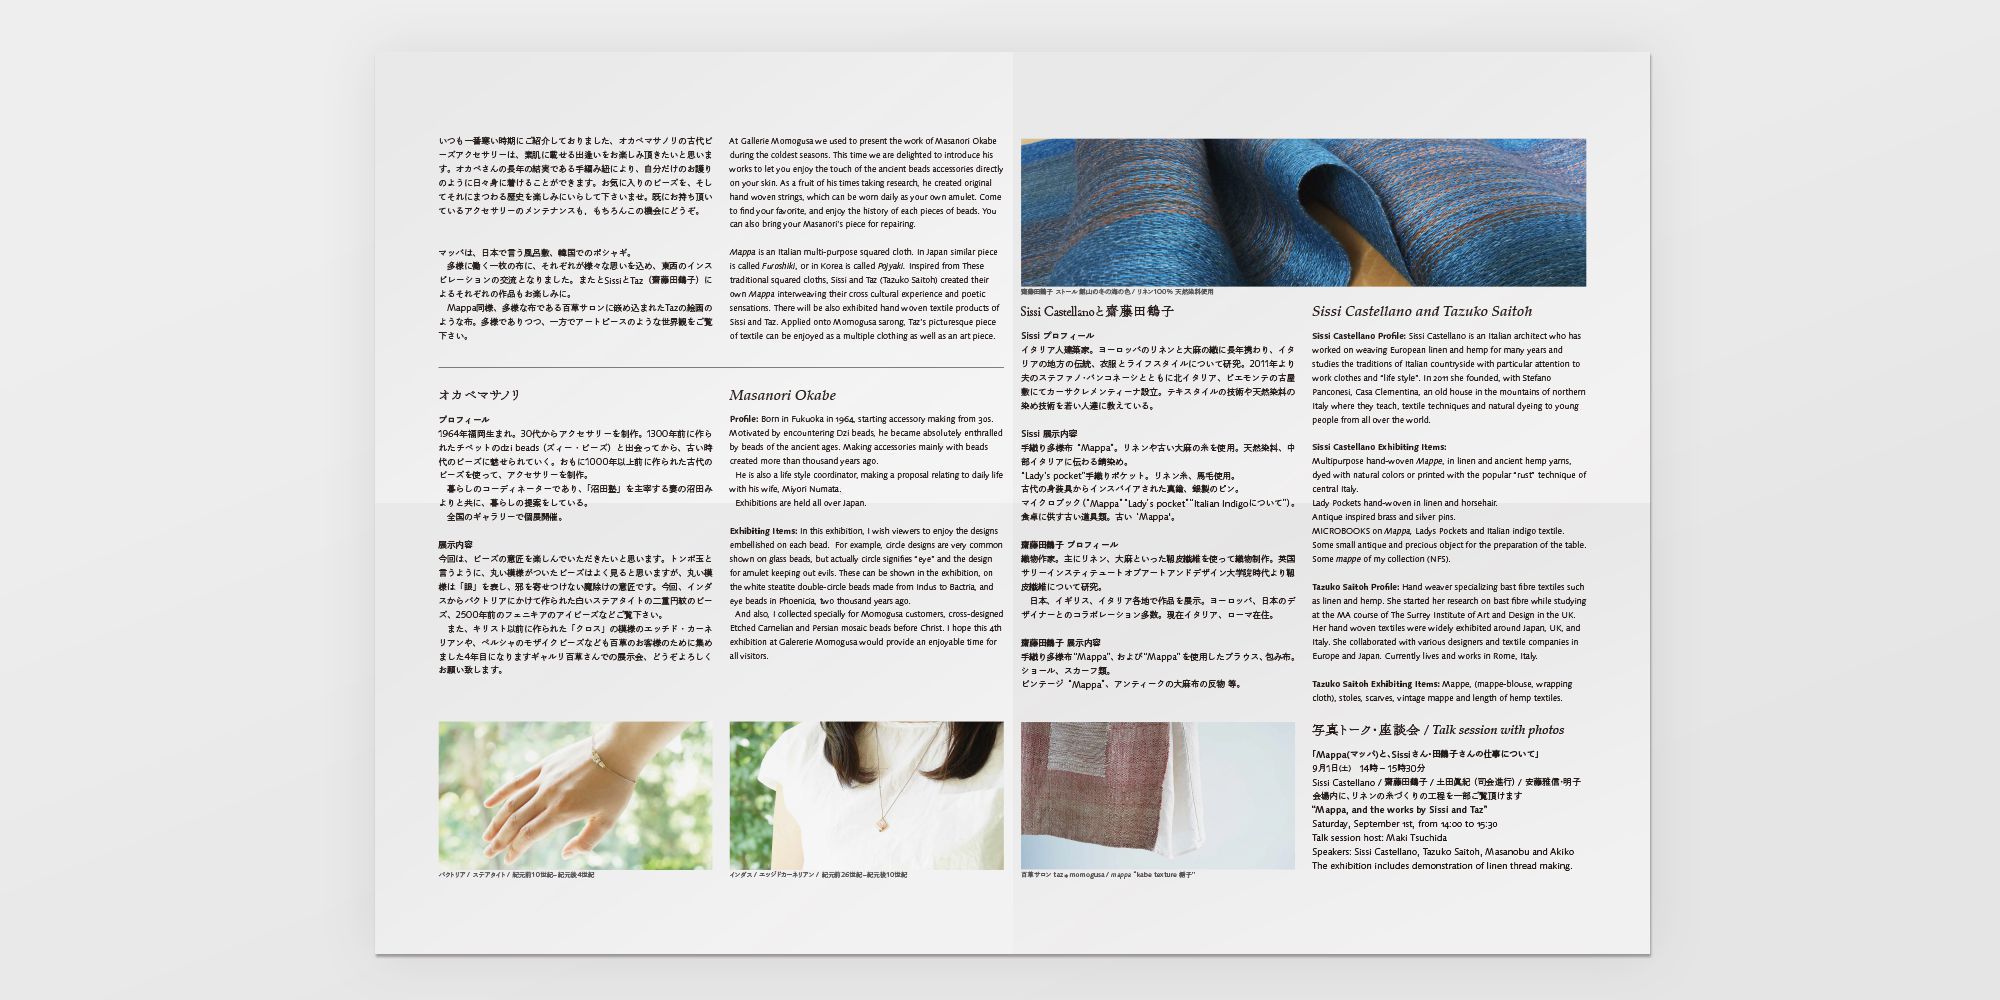 いつも一番寒い時期にご紹介しておりました、オカベマサノリの古代ビ
ーズアクセサリーは、素肌に載せる出逢いをお楽しみ頂きたいと思いま
す。オカベさんの長年の結実である手編み紐により、自分だけのお護り
のように日々身に着けることができます。お気に入りのビーズを、そし
てそれにまつわる歴史を楽しみにいらして下さいませ。既にお持ち頂い
ているアクセサリーのメンテナンスも、もちろんこの機会にどうぞ。
マッパは、日本で言う風呂敷、韓国でのポシャギ。
多様に働く一枚の布に、それぞれが様々な思いを込め、東西のインス
ピレーションの交流となりました。またとSissiとTaz（齋藤田鶴子）に
よるそれぞれの作品もお楽しみに。
Mappa同様、多様な布である百草サロンに嵌め込まれたTazの絵画の
ような布。多様でありつつ、一方でアートピースのような世界観をご覧
下さい。
At Gallerie Momogusa we used to present the work of Masanori Okabe
during the coldest seasons. This time we are delighted to introduce his
works to let you enjoy the touch of the ancient beads accessories directly
on your skin. As a fruit of his times taking research, he created original
hand woven strings, which can be worn daily as your own amulet. Come
to find your favorite, and enjoy the history of each pieces of beads. You
can also bring your Masanori's piece for repairing.
Mappa is an Italian multi-purpose squared cloth. In Japan similar piece
is called Furoshiki, or in Korea is called Pojyaki. Inspired from These
traditional squared cloths, Sissi and Taz (Tazuko Saitoh) created their
own Mappa interweaving their cross cultural experience and poetic
sensations. There will be also exhibited hand woven textile products of
Sissi and Taz. Applied onto Momogusa sarong, Taz's picturesque piece
of textile can be enjoyed as a multiple clothing as well as an art piece.
オカベマサノリ
プロフィール
1964年福岡生まれ。30代からアクセサリーを制作。1300年前に作ら
れたチベットのdzi beads（ズィー・ビーズ）と出会ってから、古い時
代のビーズに魅せられていく。おもに1000年以上前に作られた古代の
ビーズを使って、アクセサリーを制作。
暮らしのコーディネーターであり、「沼田塾」を主宰する妻の沼田み
よりと共に、暮らしの提案をしている。
全国のギャラリーで個展開催。
展示内容
今回は、ビーズの意匠を楽しんでいただきたいと思います。トンボ玉と
言うように、丸い模様がついたビーズはよく見ると思いますが、丸い模
様は「眼」を表し、邪を寄せつけない魔除けの意匠です。今回、インダ
スからバクトリアにかけて作られた白いステアタイトの二重円紋のビー
ズ、2500年前のフェニキアのアイビーズなどご覧下さい。
また、キリスト以前に作られた「クロス」の模様のエッチド・カーネ
リアンや、ペルシャのモザイクビーズなども百草のお客様のために集め
ました4年目になりますギャルリ百草さんでの展示会、どうぞよろしく
お願い致します。
Masanori Okabe
Profile: Born in Fukuoka in 1964, starting accessory making from 30s.
Motivated by encountering Dzi beads, he became absolutely enthralled
by beads of the ancient ages. Making accessories mainly with beads
created more than thousand years ago.
He is also a life style coordinator, making a proposal relating to daily life
with his wife, Miyori Numata.
Exhibitions are held all over Japan.
Exhibiting Items: In this exhibition, I wish viewers to enjoy the designs
embellished on each bead. For example, circle designs are very common
shown on glass beads, but actually circle signifies "eye" and the design
for amulet keeping out evils. These can be shown in the exhibition, on
the white steatite double-circle beads made from Indus to Bactria, and
eye beads in Phoenicia, two thousand years ago.
And also, I collected specially for Momogusa customers, cross-designed
Etched Carnelian and Persian mosaic beads before Christ. I hope this 4th
exhibition at Galererie Momogusa would provide an enjoyable time for
all visitors.
バクトリア / ステアタイト / 紀元前10世紀–紀元後4世紀
インダス / エッジドカーネリアン / 紀元前26世紀–紀元後10世紀
齋藤田鶴子 ストール 鋸山の冬の海の色 / リネン100% 天然染料使用
Sissi Castellanoと齋藤田鶴子
Sissi プロフィール
イタリア人建築家。ヨーロッパのリネンと大麻の織に長年携わり、イタ
リアの地方の伝統、衣服とライフスタイルについて研究。2011年より
夫のステファノ・パンコネーシとともに北イタリア、ピエモンテの古屋
敷にてカーサクレメンティーナ設立。テキスタイルの技術や天然染料の
染め技術を若い人達に教えている。
Sissi 展示内容
手織り多様布 "Mappa"。リネンや古い大麻の糸を使用。天然染料、中
部イタリアに伝わる錆染め。
"Lady's pocket"手織りポケット。リネン糸、馬毛使用。
古代の身装具からインスパイアされた真鍮、銀製のピン。
マイクロブック ("Mappa" "Lady's pocket" "Italian Indigoについて")。
食卓に供す古い道具類。古い 'Mappa'。
齋藤田鶴子 プロフィール
織物作家。主にリネン、大麻といった靭皮繊維を使って織物制作。英国
サリーインスティテュートオブアートアンドデザイン大学院時代より靭
皮繊維について研究。
日本、イギリス、イタリア各地で作品を展示。ヨーロッパ、日本のデ
ザイナーとのコラボレーション多数。現在イタリア、ローマ在住。
齋藤田鶴子 展示内容
手織り多様布"Mappa"、および"Mappa"を使用したブラウス、包み布。
ショール、スカーフ類。
ビンテージ "Mappa"、アンティークの大麻布の反物 等。
百草サロン taz＋momogusa / mappa "kabe texture 梯子"
Sissi Castellano and Tazuko Saitoh
Sissi Castellano Profile: Sissi Castellano is an Italian architect who has
worked on weaving European linen and hemp for many years and
studies the traditions of Italian countryside with particular attention to
work clothes and "life style". In 2011 she founded, with Stefano
Panconesi, Casa Clementina, an old house in the mountains of northern
Italy where they teach, textile techniques and natural dyeing to young
people from all over the world.
Sissi Castellano Exhibiting Items:
Multipurpose hand-woven Mappe, in linen and ancient hemp yarns,
dyed with natural colors or printed with the popular "rust" technique of
central Italy.
Lady Pockets hand-woven in linen and horsehair.
Antique inspired brass and silver pins.
MICROBOOKS on Mappa, Ladys Pockets and Italian indigo textile.
Some small antique and precious object for the preparation of the table.
Some mappe of my collection (NFS).
Tazuko Saitoh Profile: Hand weaver specializing bast fibre textiles such
as linen and hemp. She started her research on bast fibre while studying
at the MA course of The Surrey Institute of Art and Design in the UK.
Her hand woven textiles were widely exhibited around Japan, UK, and
Italy. She collaborated with various designers and textile companies in
Europe and Japan. Currently lives and works in Rome, Italy.
Tazuko Saitoh Exhibiting Items: Mappe, (mappe-blouse, wrapping
cloth), stoles, scarves, vintage mappe and length of hemp textiles.
写真トーク・座談会 / Talk session with photos
「Mappa(マッパ)と、Sissiさん・田鶴子さんの仕事について」
9月1日(土) 14時 – 15時30分
Sissi Castellano / 齋藤田鶴子 / 土田眞紀 (司会進行) / 安藤雅信・明子
会場内に、リネンの糸づくりの工程を一部ご覧頂けます
"Mappa, and the works by Sissi and Taz"
Saturday, September 1st, from 14:00 to 15:30
Talk session host: Maki Tsuchida
Speakers: Sissi Castellano, Tazuko Saitoh, Masanobu and Akiko
The exhibition includes demonstration of linen thread making.